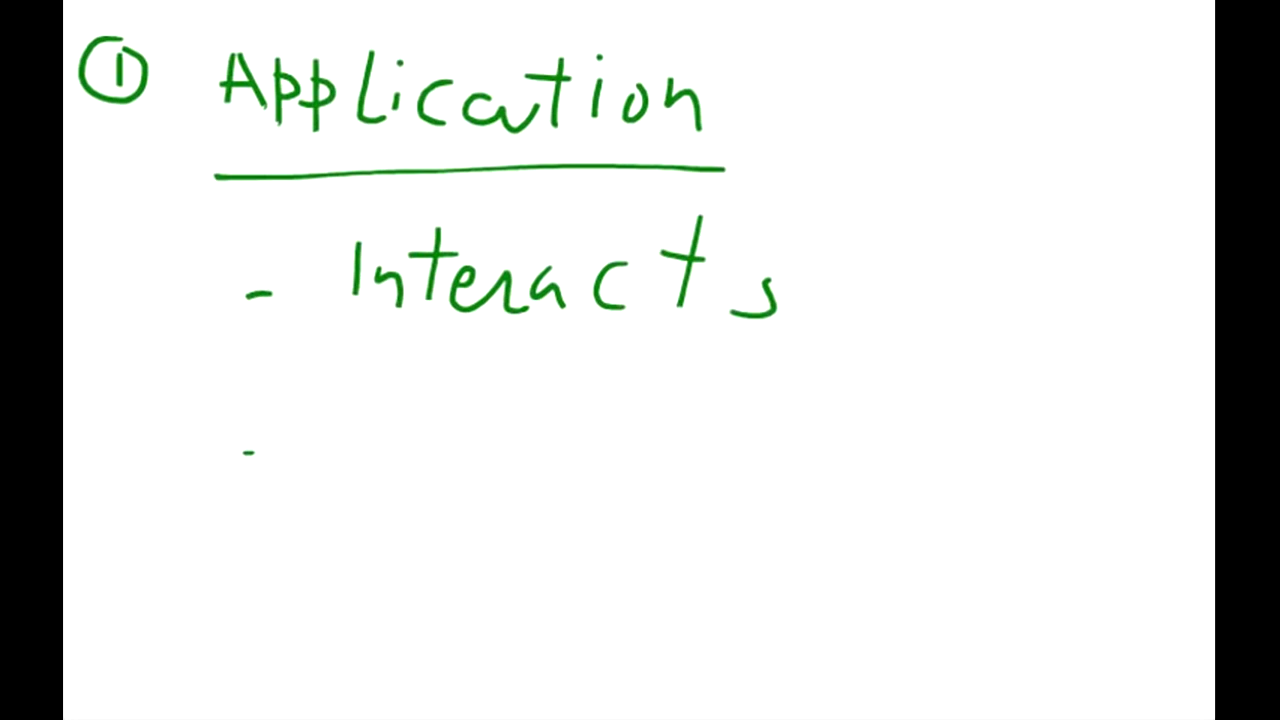 ① Application
- Interacts
-